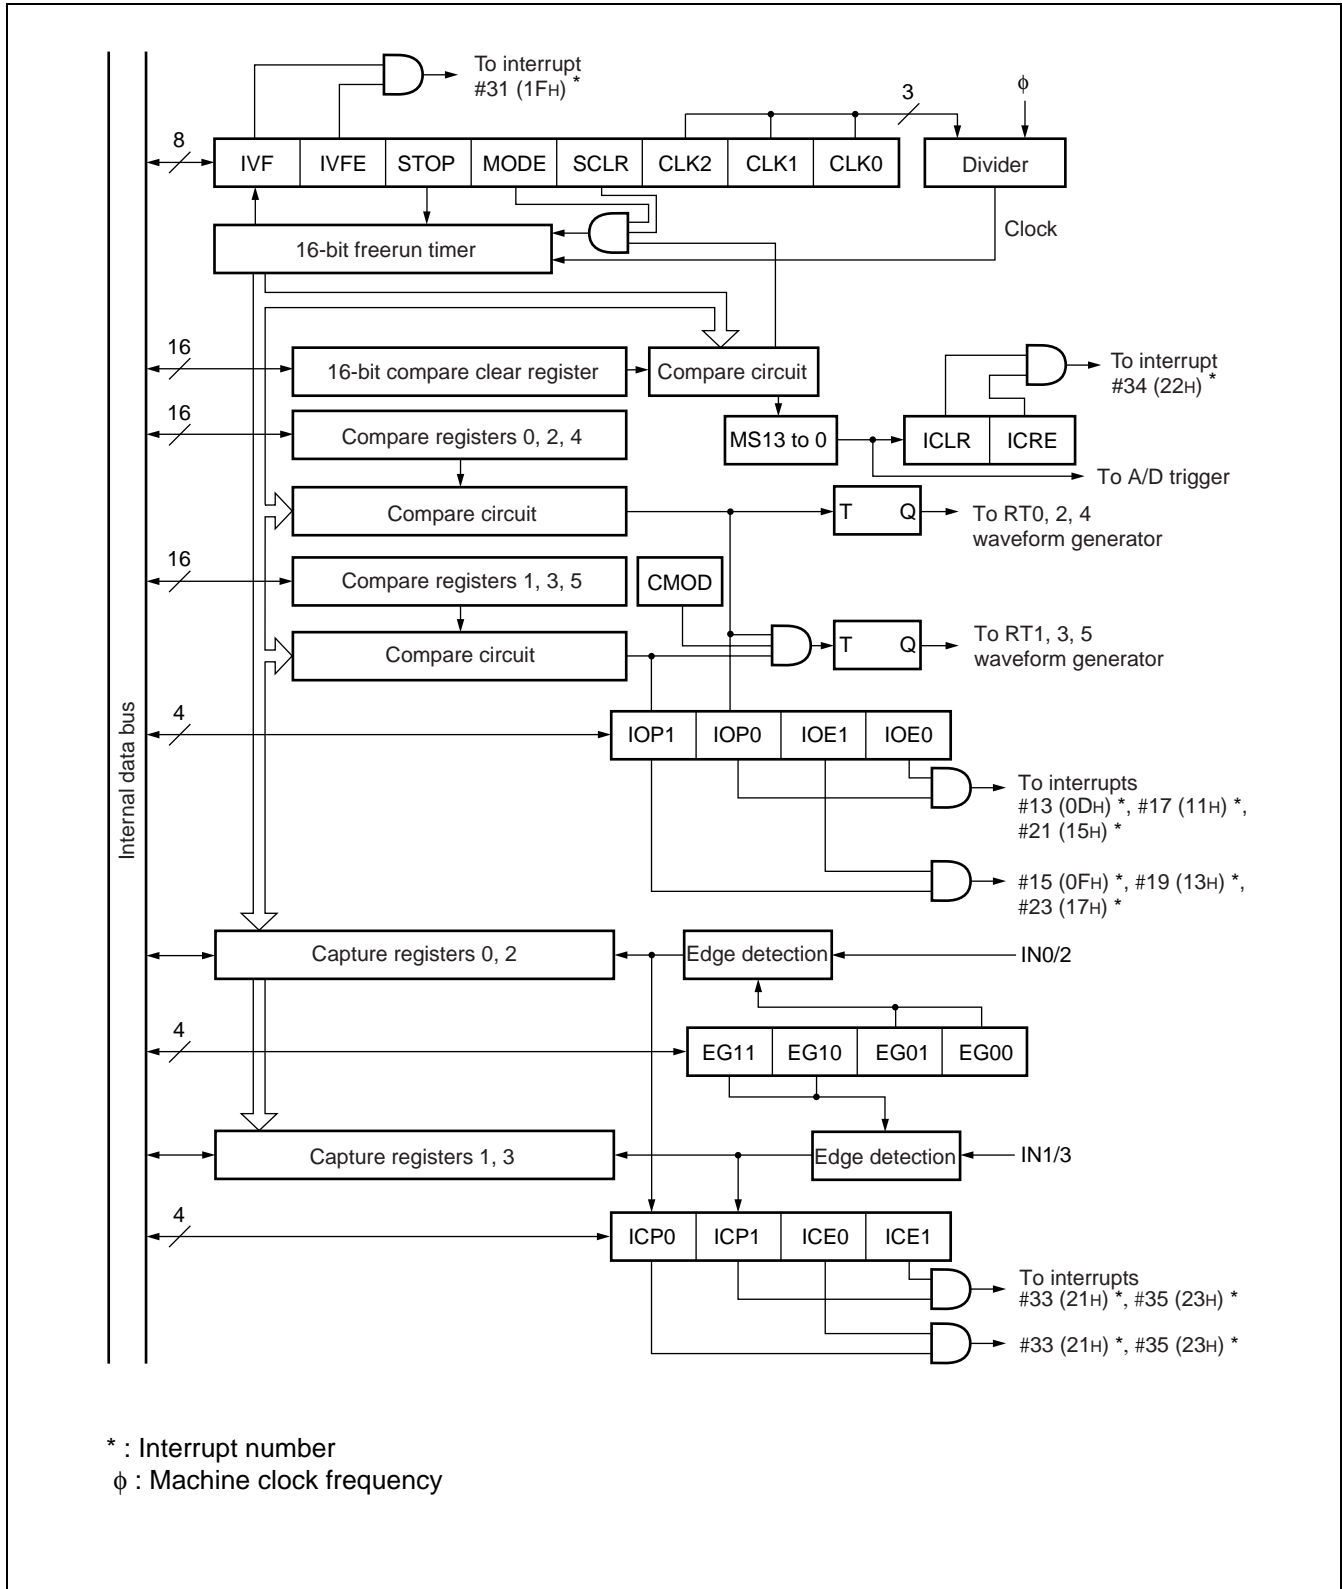 To interrupt
#31 (1FH) *
3
φ
8
IVF IVFE STOP MODE SCLR CLK2 CLK1 CLK0
Divider
16-bit freerun timer
Clock
16
16-bit compare clear register
Compare circuit
To interrupt
#34 (22H) *
16
Compare registers 0, 2, 4
MS13 to 0
ICLR ICRE
To A/D trigger
Compare circuit
T Q
To RT0, 2, 4
waveform generator
16
Compare registers 1, 3, 5
CMOD
Compare circuit
T Q
To RT1, 3, 5
waveform generator
Internal data bus
4
IOP1 IOP0 IOE1 IOE0
To interrupts
#13 (0DH) *, #17 (11H) *,
#21 (15H) *
#15 (0FH) *, #19 (13H) *,
#23 (17H) *
Capture registers 0, 2
Edge detection
IN0/2
4
EG11 EG10 EG01 EG00
Capture registers 1, 3
Edge detection
IN1/3
4
ICP0 ICP1 ICE0 ICE1
To interrupts
#33 (21H) *, #35 (23H) *
#33 (21H) *, #35 (23H) *
* : Interrupt number
φ : Machine clock frequency